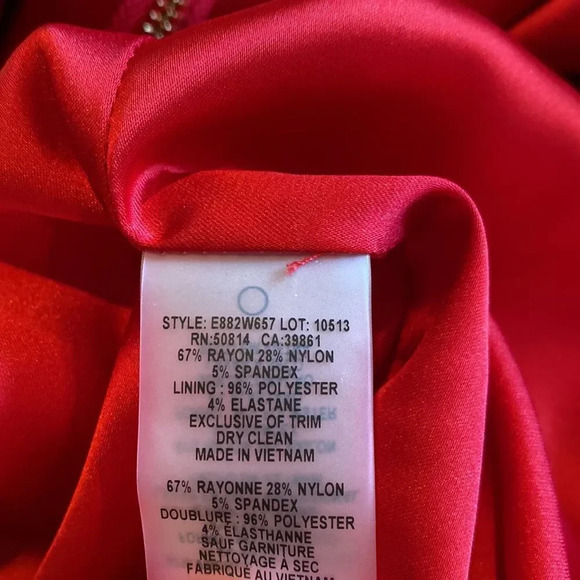 STYLE: E882W657 LOT: 10513
RN:50814 CA:39861
67% RAYON 28% NYLON
5% SPANDEX
LINING : 96% POLYESTER
4% ELASTANE
EXCLUSIVE OF TRIM
DRY CLEAN
MADE IN VIETNAM
67% RAYONNE 28% NYLON
5% SPANDEX
DOUBLURE : 96% POLYESTER
4% ELASTHANNE
SAUF GARNITURE
NETTOYAGE À SEC
FABRIQUÉ AU VIETNAM